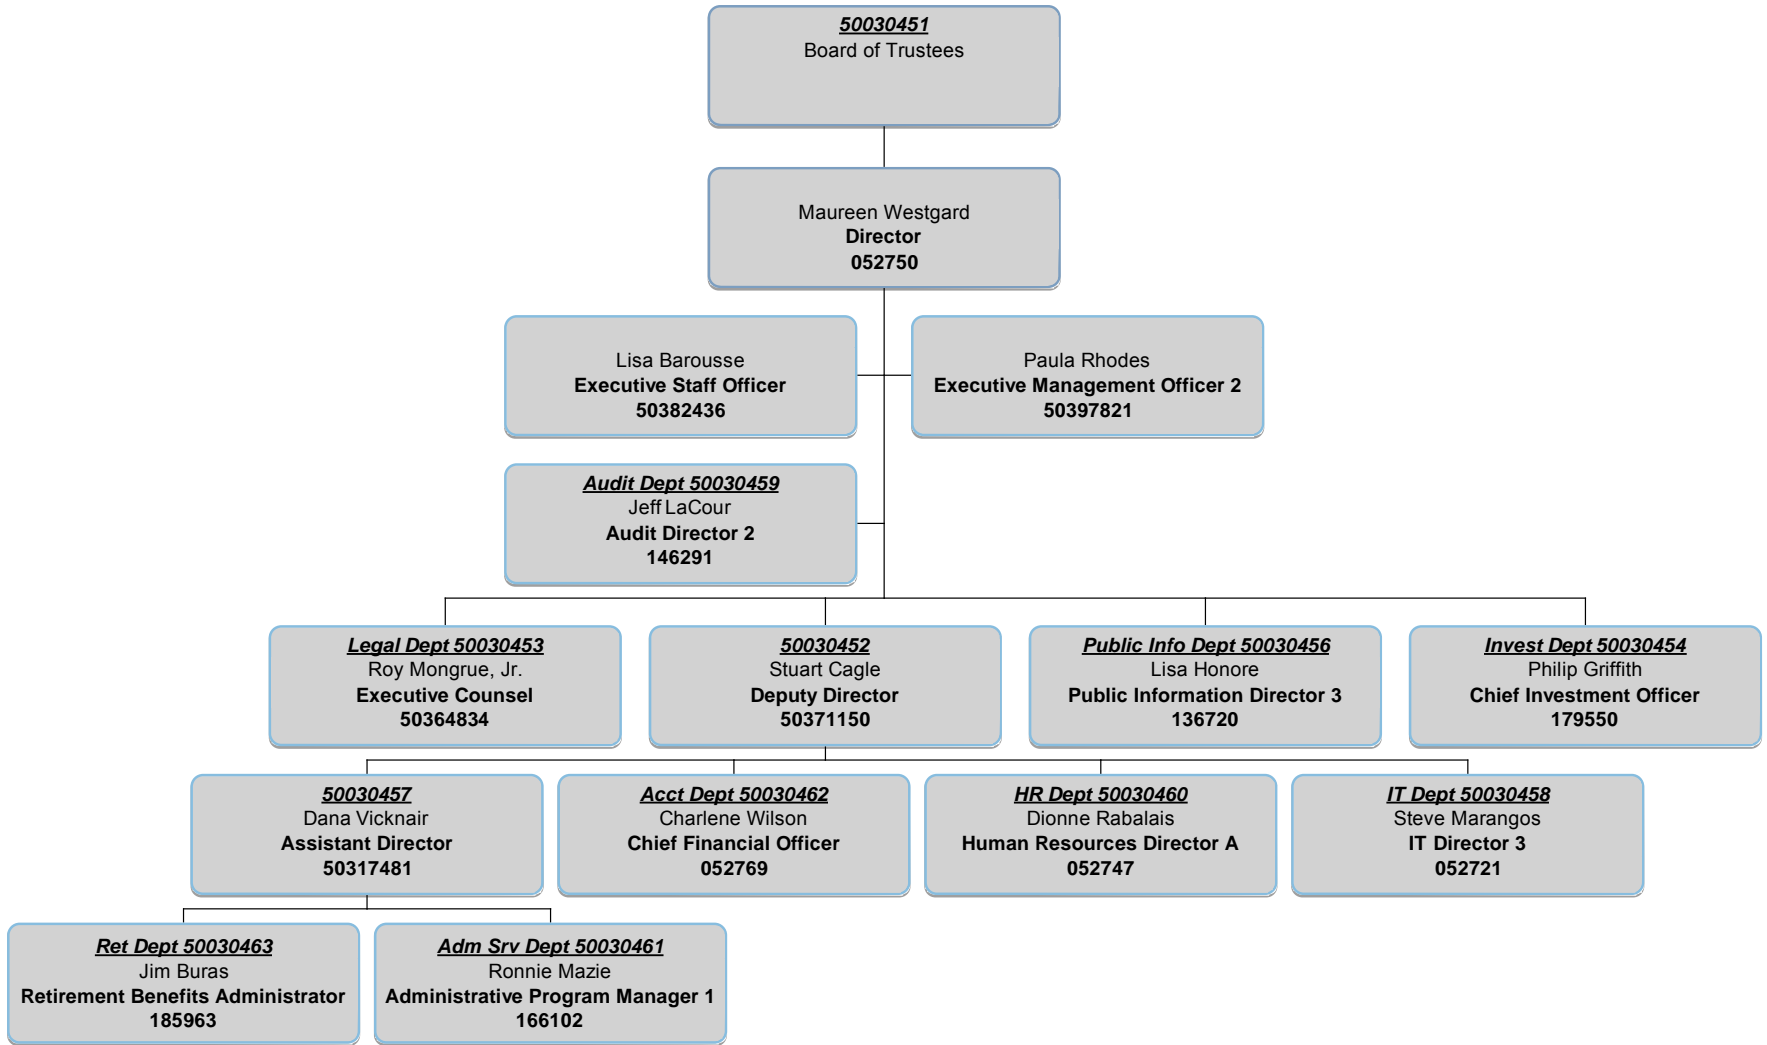 50030451
Board of Trustees
Maureen Westgard
Director
052750
Lisa Barousse
Executive Staff Officer
50382436
Paula Rhodes
Executive Management Officer 2
50397821
Audit Dept 50030459
Jeff LaCour
Audit Director 2
146291
Legal Dept 50030453
Roy Mongrue, Jr.
Executive Counsel
50364834
50030452
Stuart Cagle
Deputy Director
50371150
Public Info Dept 50030456
Lisa Honore
Public Information Director 3
136720
Invest Dept 50030454
Philip Griffith
Chief Investment Officer
179550
50030457
Dana Vicknair
Assistant Director
50317481
Acct Dept 50030462
Charlene Wilson
Chief Financial Officer
052769
HR Dept 50030460
Dionne Rabalais
Human Resources Director A
052747
IT Dept 50030458
Steve Marangos
IT Director 3
052721
Ret Dept 50030463
Jim Buras
Retirement Benefits Administrator
185963
Adm Srv Dept 50030461
Ronnie Mazie
Administrative Program Manager 1
166102